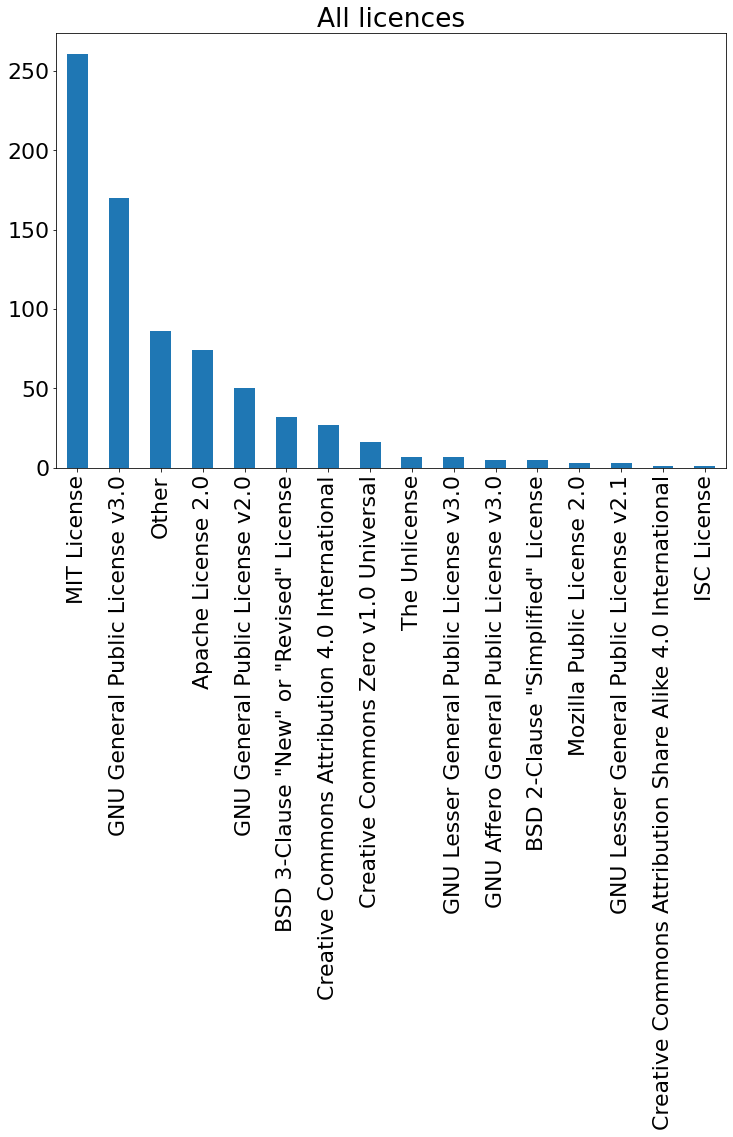 All licences
250
200
150
100
50
0
MIT License
GNU General Public License v3.0
Other
Apache License 2.0
GNU General Public License v2.0
BSD 3-Clause "New" or "Revised" License
Creative Commons Attribution 4.0 International
Creative Commons Zero v1.0 Universal
The Unlicense
GNU Lesser General Public License v3.0
GNU Affero General Public License v3.0
BSD 2-Clause "Simplified" License
Mozilla Public License 2.0
GNU Lesser General Public License v2.1
Creative Commons Attribution Share Alike 4.0 International
ISC License